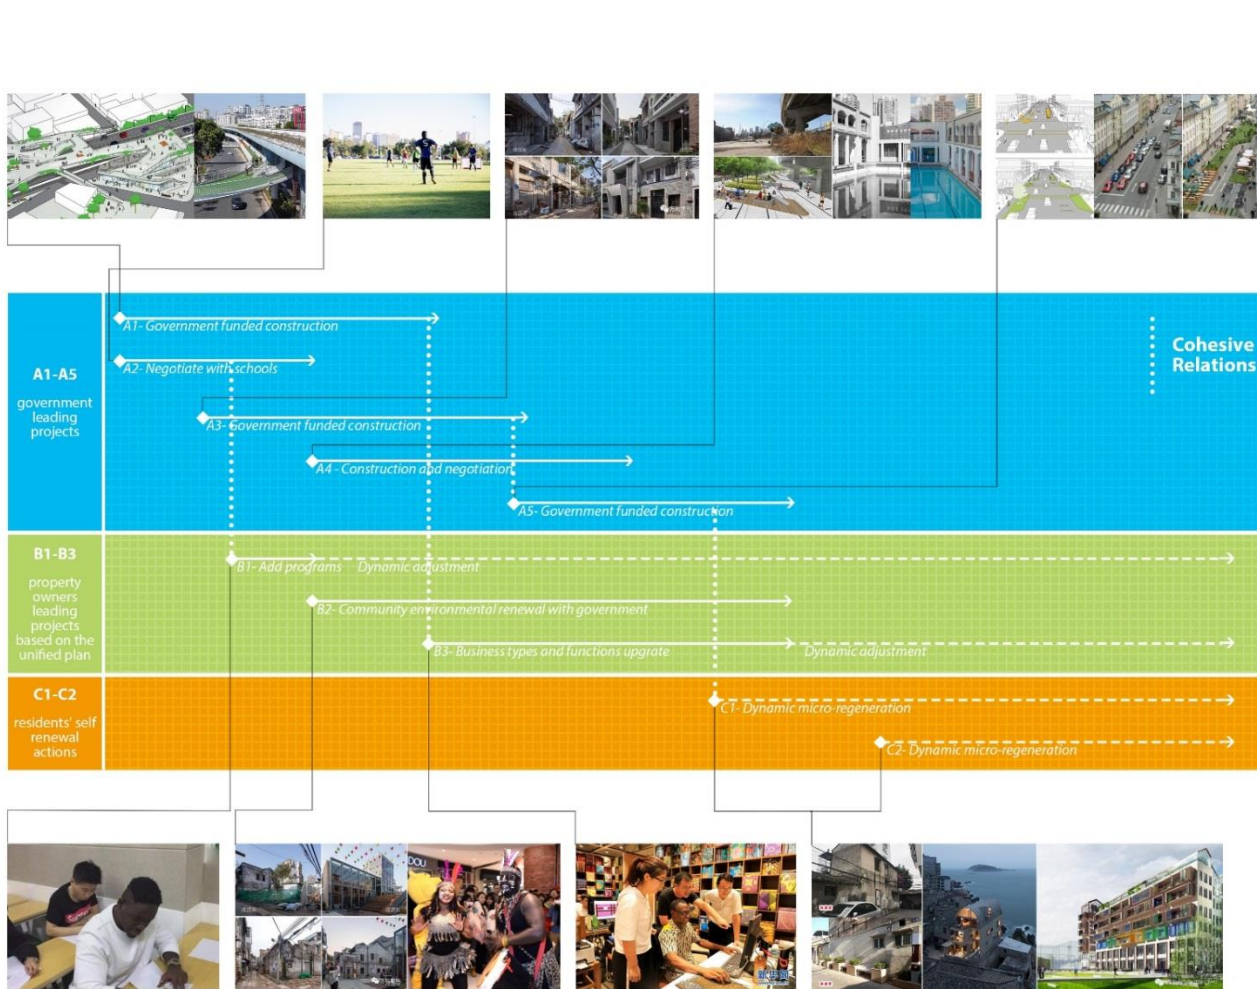 A1- Government funded construction
Cohesive
Relations
A2- Negotiate with schools
A1-A5
government
leading
projects
A3- Government funded construction
A4 - Construction and negotiation
A5- Government funded construction
B1-B3
property
owners
leading
projects
based on the
unified plan
B1- Add programs
Dynamic adjustment
B2- Community environmental renewal with government
B3- Business types and functions upgrate
Dynamic adjustment
C1-C2
residents' self
renewal
actions
C1- Dynamic micro-regeneration
C2- Dynamic micro-regeneration
DOU